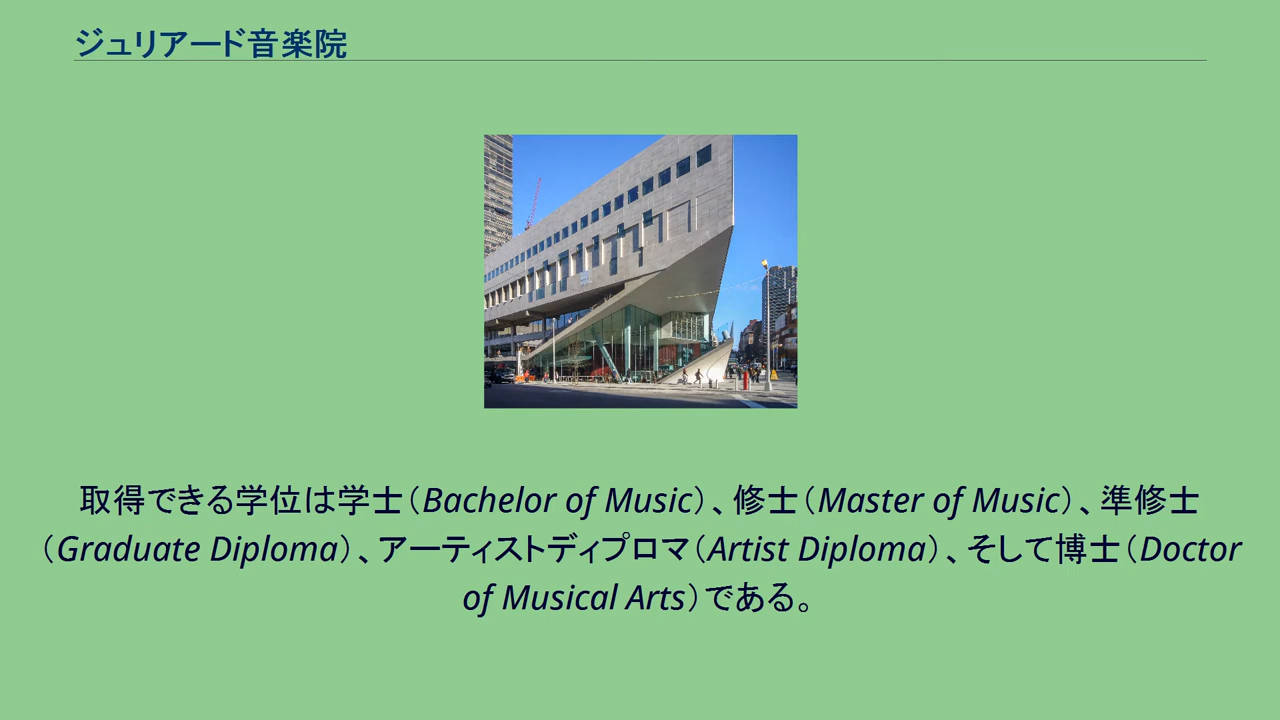 ジュリアード音楽院
取得できる学位は学士（Bachelor of Music）、修士（Master of Music）、準修士
（Graduate Diploma）、アーティストディプロマ（Artist Diploma）、そして博士（Doctor
of Musical Arts）である。